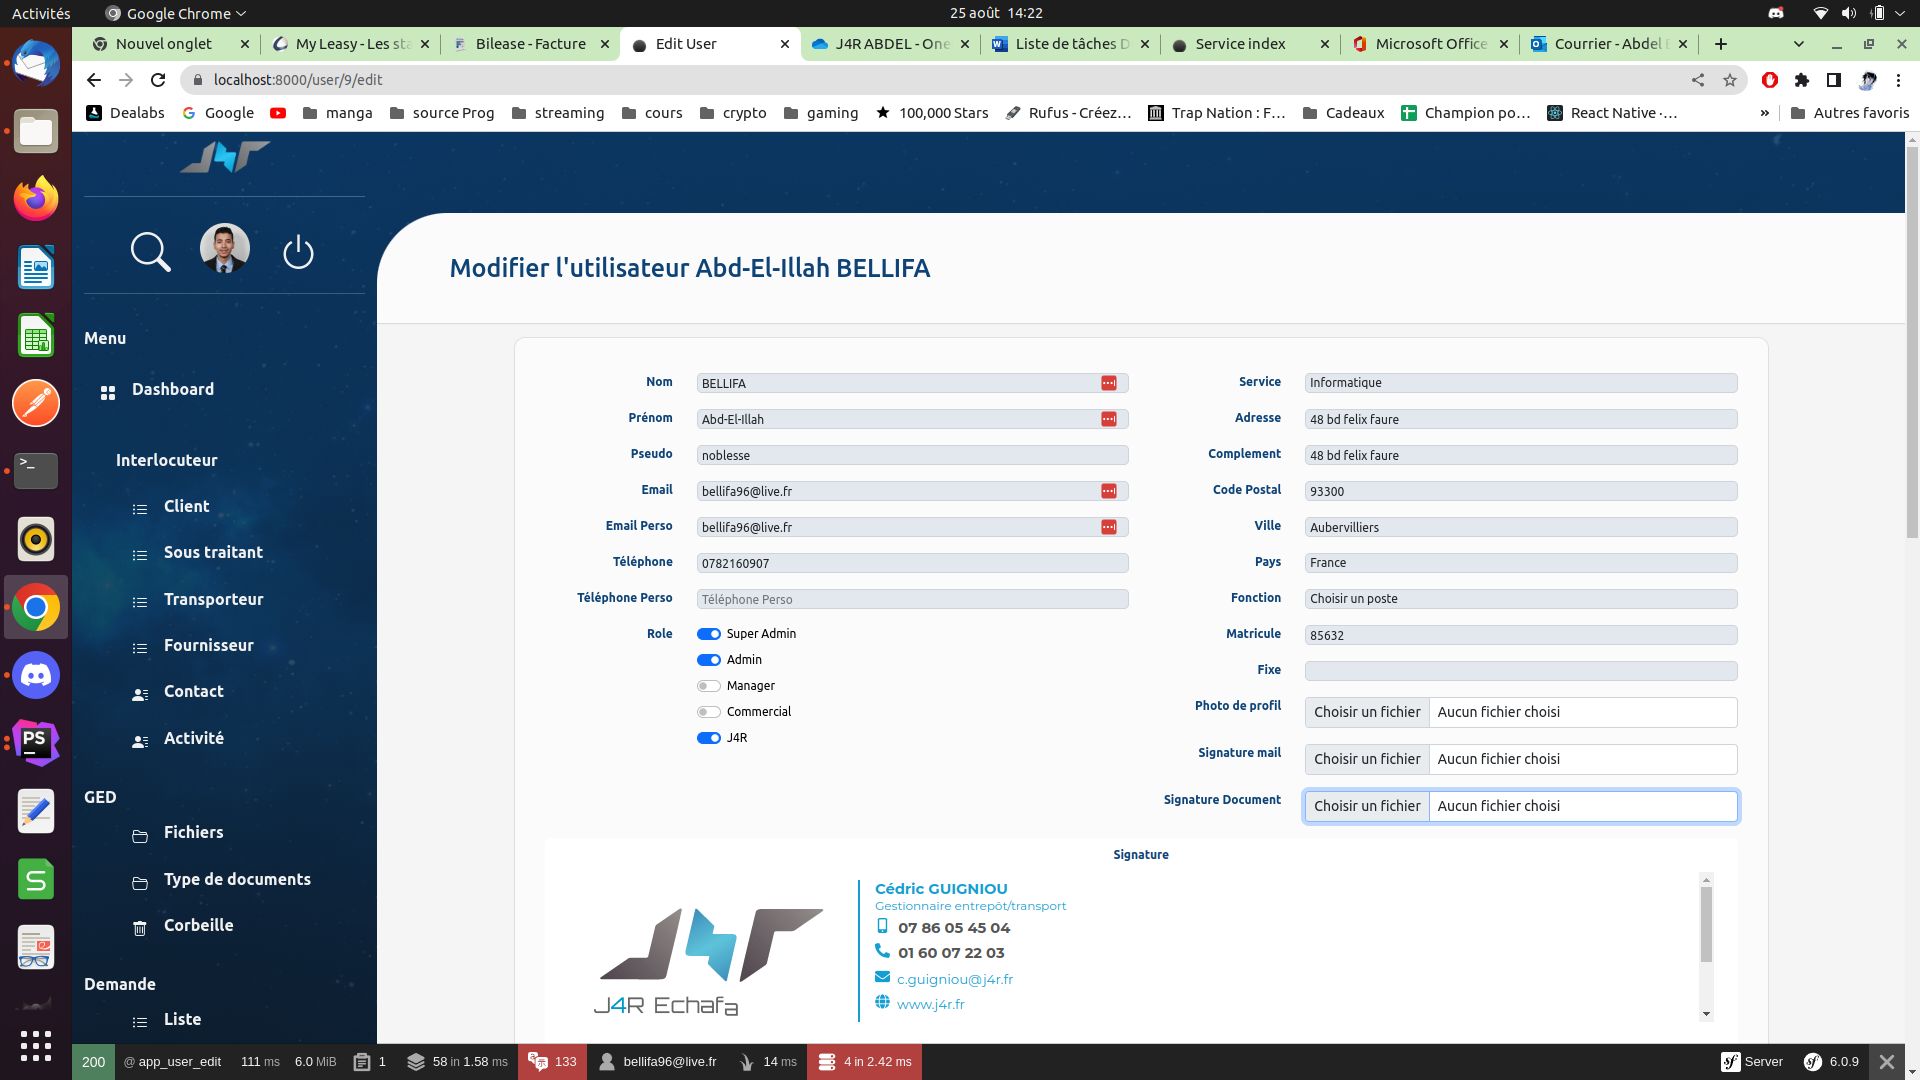 Activités
Google Chrome
25 août 14:22
Nouvel onglet
My Leasy - Les sta
Bilease - Facture
Edit User
J4R ABDEL - One
Liste de tâches D
Service index
Microsoft Office
Courrier - Abdel B
localhost:8000/user/9/edit
Dealabs
Google
manga
source Prog
streaming
cours
crypto
gaming
100,000 Stars
Rufus - Créez…
Trap Nation : F…
Cadeaux
Champion po…
React Native ·…
»
Autres favoris
J4R
Modifier l'utilisateur Abd-El-Illah BELLIFA
Menu
Dashboard
Interlocuteur
Client
Sous traitant
Transporteur
Fournisseur
Contact
Activité
GED
Fichiers
Type de documents
Corbeille
Demande
Liste
Nom BELLIFA
Prénom Abd-El-Illah
Pseudo noblesse
Email bellifa96@live.fr
Email Perso bellifa96@live.fr
Téléphone 0782160907
Téléphone Perso Téléphone Perso
Role Super Admin
Admin
Manager
Commercial
J4R
Service Informatique
Adresse 48 bd felix faure
Complement 48 bd felix faure
Code Postal 93300
Ville Aubervilliers
Pays France
Fonction Choisir un poste
Matricule 85632
Fixe
Photo de profil Choisir un fichier Aucun fichier choisi
Signature mail Choisir un fichier Aucun fichier choisi
Signature Document Choisir un fichier Aucun fichier choisi
Signature
J4R
J4R Echafa
Cédric GUIGNIOU
Gestionnaire entrepôt/transport
07 86 05 45 04
01 60 07 22 03
c.guigniou@j4r.fr
www.j4r.fr
PS
S
200 @ app_user_edit 111 ms 6.0 MiB 1 58 in 1.58 ms 133 bellifa96@live.fr 14 ms 4 in 2.42 ms sf Server sf 6.0.9